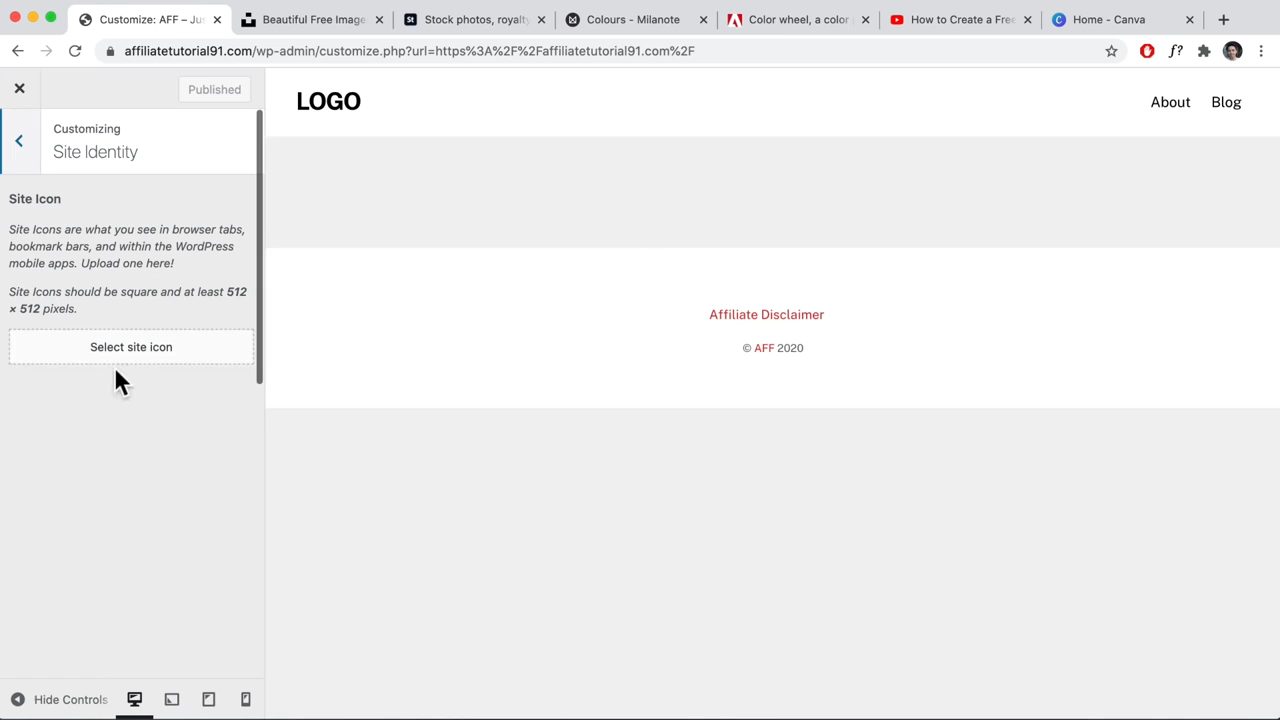 Customize: AFF – Jus
Beautiful Free Image
Stock photos, royalty
Colours - Milanote
Color wheel, a color
How to Create a Free
Home - Canva
affiliatetutorial91.com/wp-admin/customize.php?url=https%3A%2F%2Faffiliatetutorial91.com%2F
f?
Published
LOGO
About
Blog
Customizing
Site Identity
Site Icon
Site Icons are what you see in browser tabs,
bookmark bars, and within the WordPress
mobile apps. Upload one here!
Site Icons should be square and at least 512
× 512 pixels.
Select site icon
Affiliate Disclaimer
© AFF 2020
Hide Controls